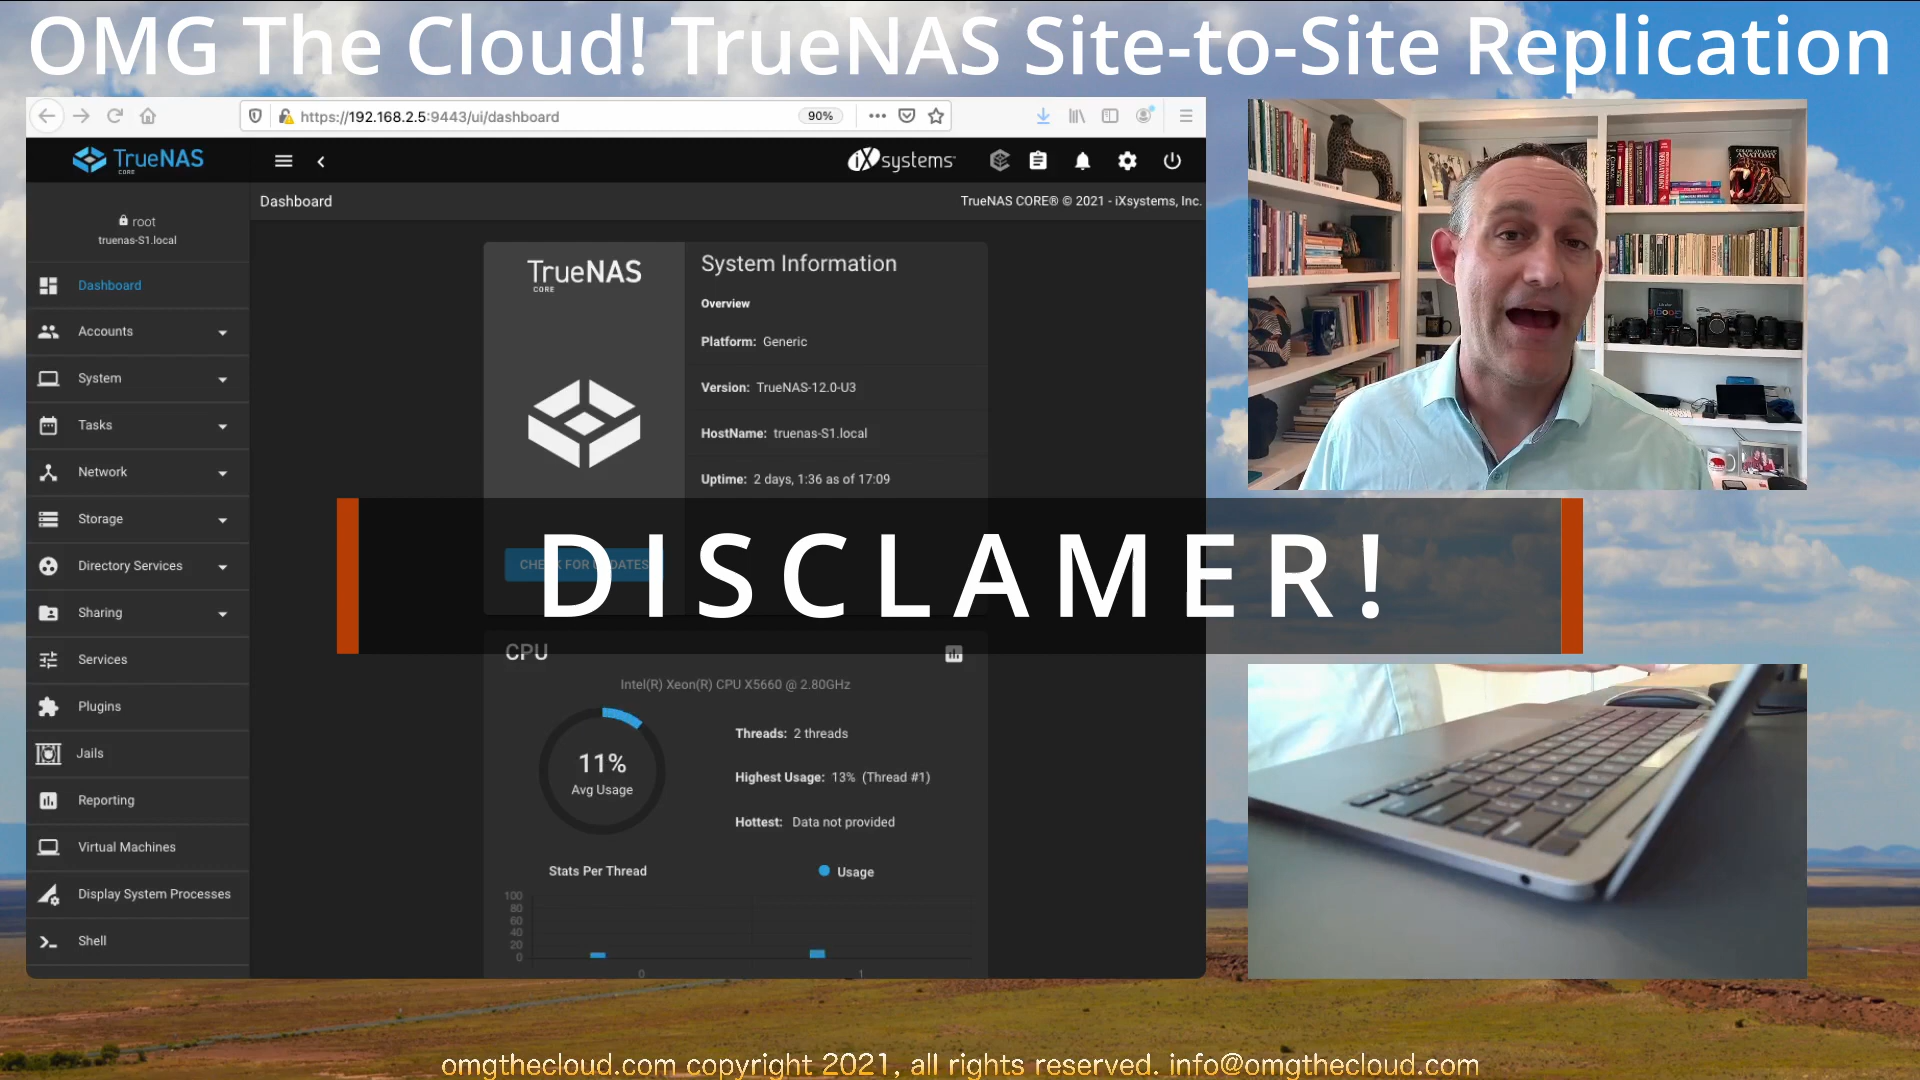 OMG The Cloud! TrueNAS Site-to-Site Replication
https://192.168.2.5:9443/ui/dashboard
90%
TrueNAS
CORE
iXsystems
Dashboard
TrueNAS CORE® © 2021 - iXsystems, Inc.
root
truenas-S1.local
Dashboard
Accounts
System
Tasks
Network
Storage
Directory Services
Sharing
Services
Plugins
Jails
Reporting
Virtual Machines
Display System Processes
Shell
TrueNAS
CORE
System Information
Overview
Platform: Generic
Version: TrueNAS-12.0-U3
HostName: truenas-S1.local
Uptime: 2 days, 1:36 as of 17:09
CHECK FOR UPDATES
DISCLAMER!
CPU
Intel(R) Xeon(R) CPU X5660 @ 2.80GHz
11%
Avg Usage
Threads: 2 threads
Highest Usage: 13% (Thread #1)
Hottest: Data not provided
Stats Per Thread
Usage
100
80
60
40
20
0
0 1
ANATOMY
omgthecloud.com copyright 2021, all rights reserved. info@omgthecloud.com